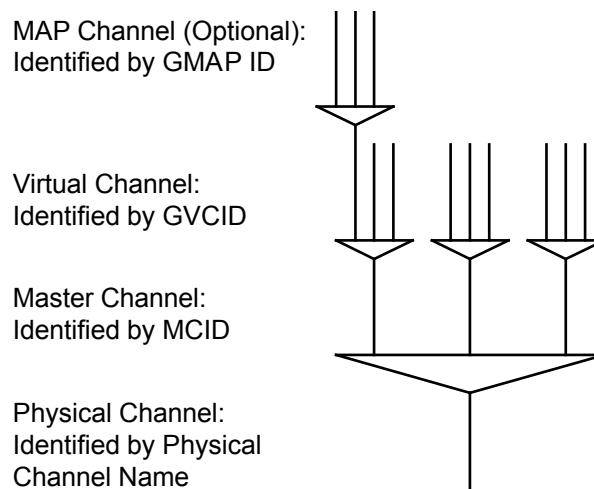 MAP Channel (Optional):
Identified by GMAP ID
Virtual Channel:
Identified by GVCID
Master Channel:
Identified by MCID
Physical Channel:
Identified by Physical
Channel Name